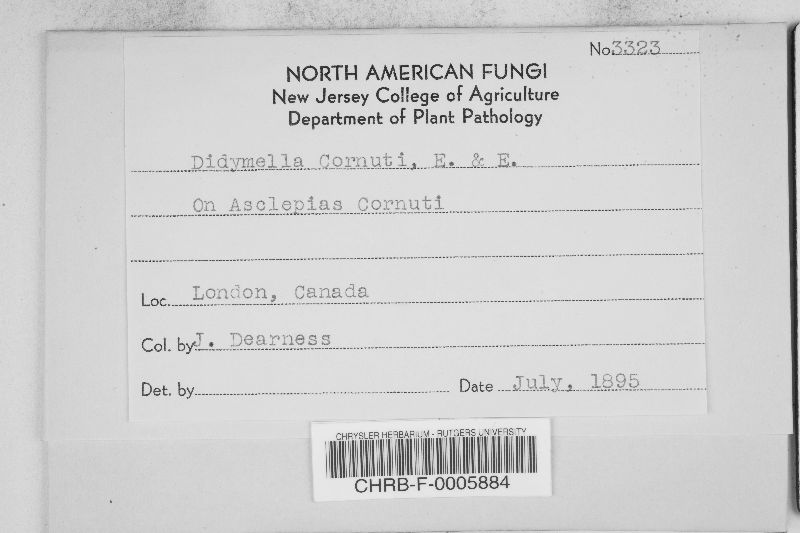 No. 3323
NORTH AMERICAN FUNGI
New Jersey College of Agriculture
Department of Plant Pathology
Didymella Cornuti, E. & E.
On Asclepias Cornuti
Loc. London, Canada
Col. by J. Dearness
Det. by Date July, 1895
CHRYSLER HERBARIUM - RUTGERS UNIVERSITY
CHRB-F-0005884